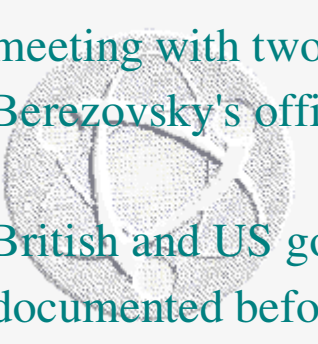 meeting with two
Berezovsky's offi
British and US go
documented befo